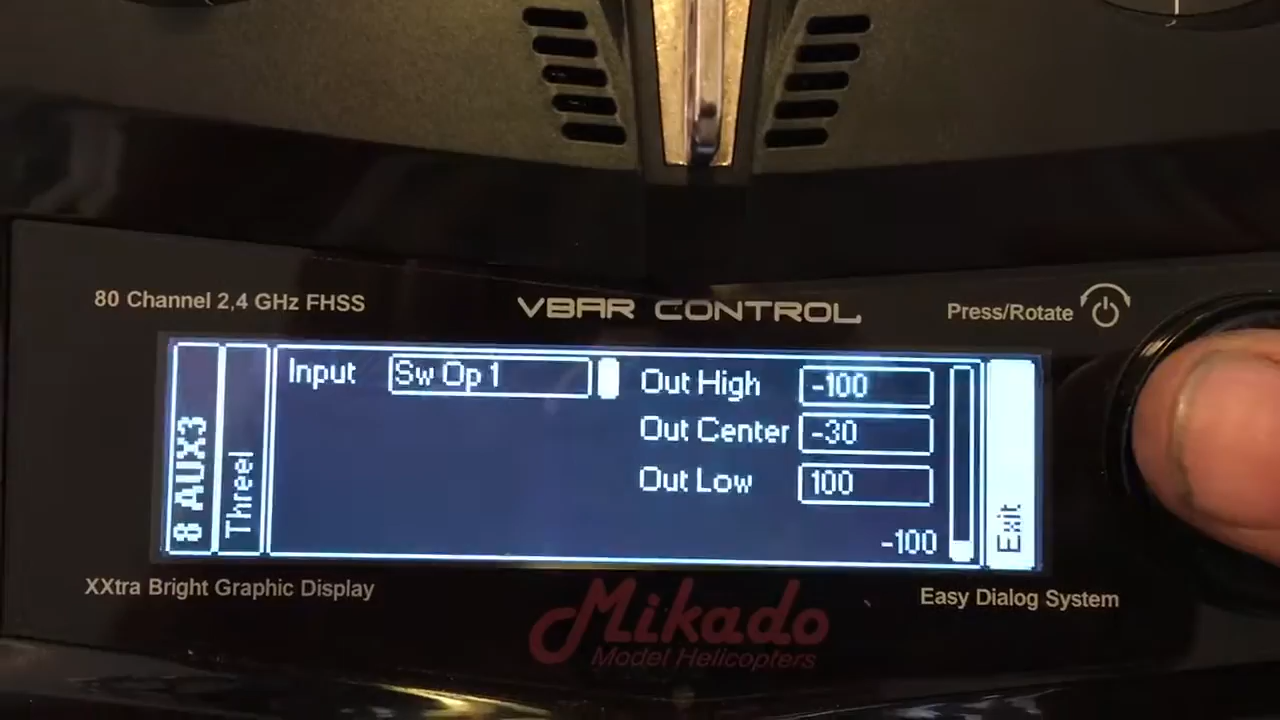 80 Channel 2,4 GHz FHSS
VBAR CONTROL
Press/Rotate
8 AUX3
Threel
Input Sw Op 1
Out High -100
Out Center -30
Out Low 100
-100
Exit
XXtra Bright Graphic Display
Mikado
Model Helicopters
Easy Dialog System